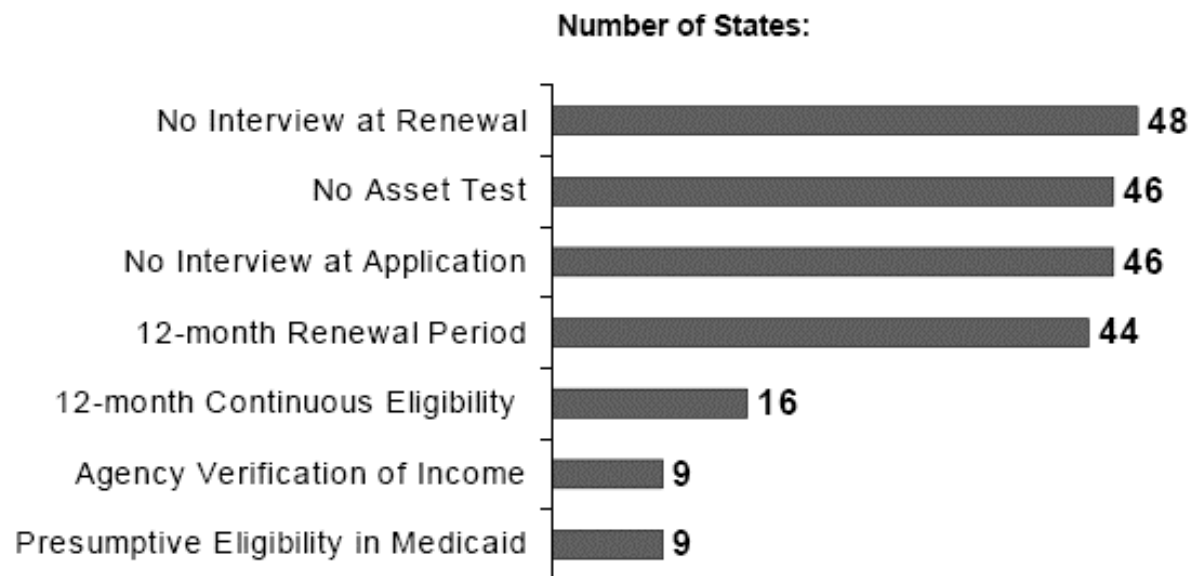 Number of States:
No Interview at Renewal 48
No Asset Test 46
No Interview at Application 46
12-month Renewal Period 44
12-month Continuous Eligibility 16
Agency Verification of Income 9
Presumptive Eligibility in Medicaid 9